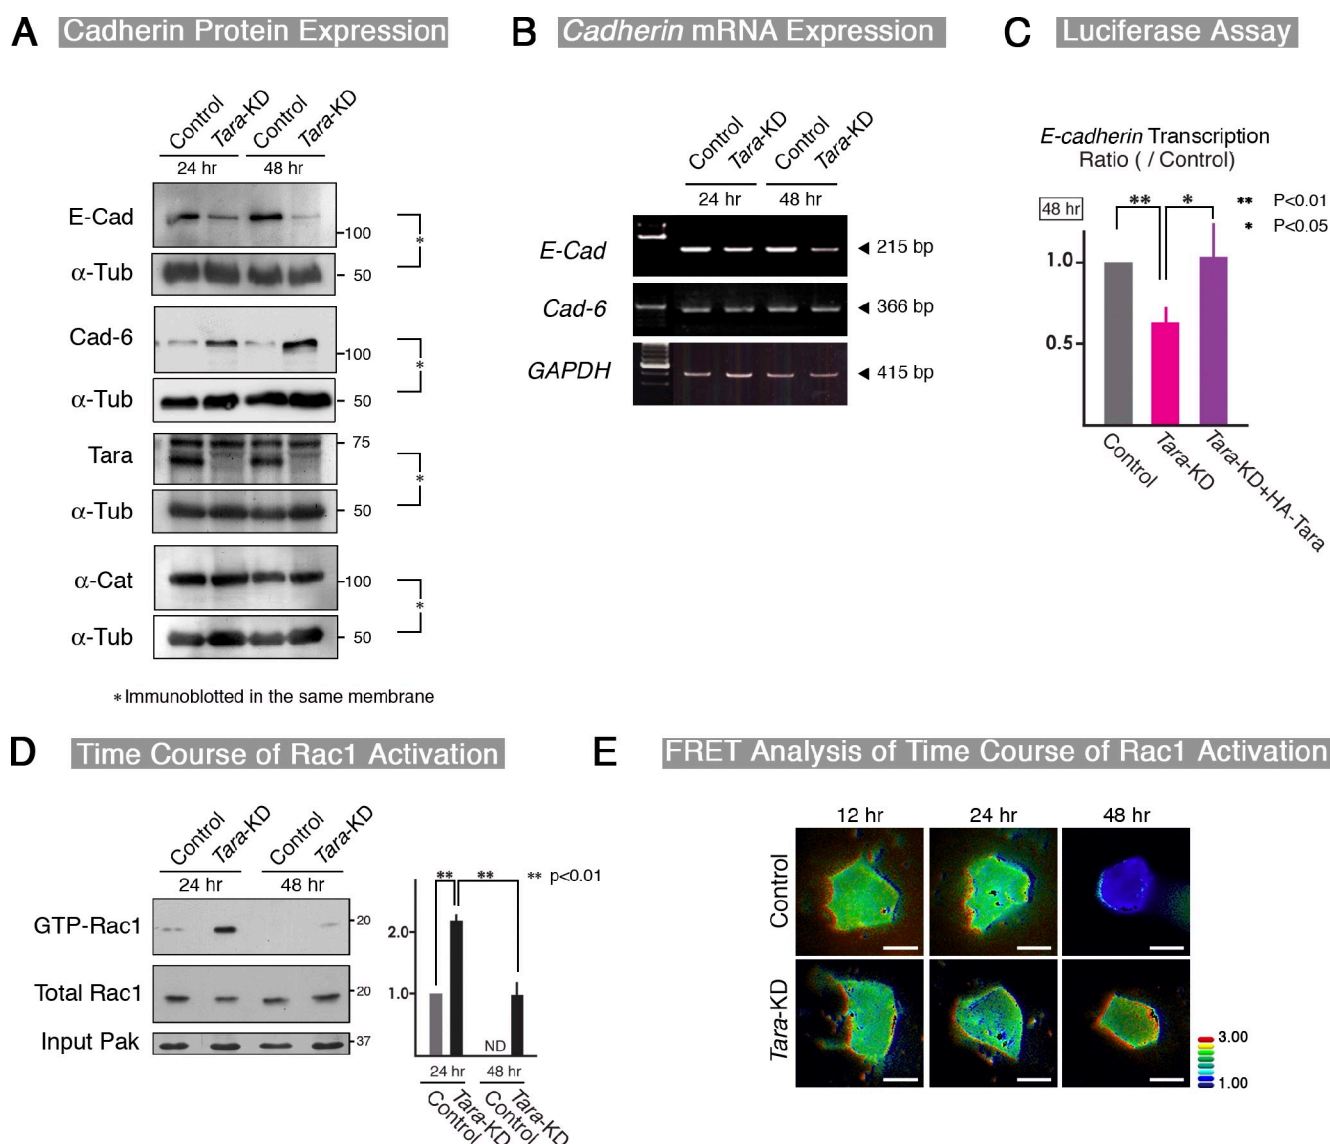 A Cadherin Protein Expression
Control
Tara-KD
Control
Tara-KD
24 hr 48 hr
E-Cad
100
*
α-Tub
50
Cad-6
100
*
α-Tub
50
Tara
75
*
α-Tub
50
α-Cat
100
*
α-Tub
50
* Immunoblotted in the same membrane
B Cadherin mRNA Expression
Control
Tara-KD
Control
Tara-KD
24 hr 48 hr
E-Cad ◄ 215 bp
Cad-6 ◄ 366 bp
GAPDH ◄ 415 bp
C Luciferase Assay
E-cadherin Transcription
Ratio ( / Control)
48 hr
** *
** P<0.01
* P<0.05
1.0
0.5
Control
Tara-KD
Tara-KD+HA-Tara
D Time Course of Rac1 Activation
Control
Tara-KD
Control
Tara-KD
24 hr 48 hr
GTP-Rac1 20
Total Rac1 20
Input Pak 37
** ** ** p<0.01
2.0
1.0
ND
24 hr 48 hr
Control
Tara-KD
Control
Tara-KD
E FRET Analysis of Time Course of Rac1 Activation
12 hr 24 hr 48 hr
Control
Tara-KD
3.00
1.00